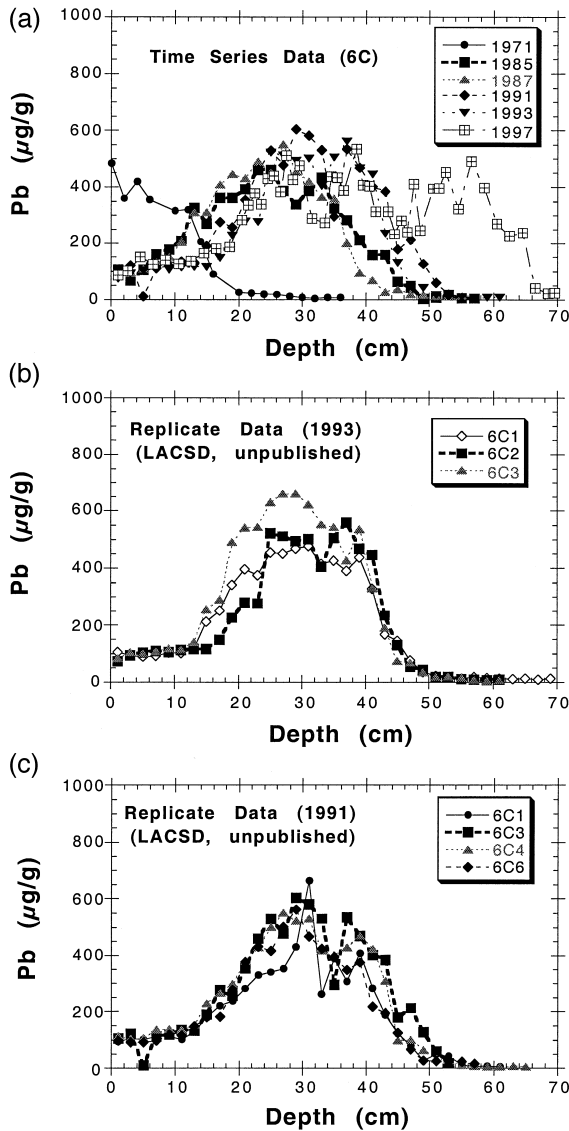 (a)
1000
800
600
400
200
0
Pb (µg/g)
Time Series Data (6C)
1971
1985
1987
1991
1993
1997
0 10 20 30 40 50 60 70
Depth (cm)
(b)
1000
800
600
400
200
0
Pb (µg/g)
Replicate Data (1993)
(LACSD, unpublished)
6C1
6C2
6C3
0 10 20 30 40 50 60 70
Depth (cm)
(c)
1000
800
600
400
200
0
Pb (µg/g)
Replicate Data (1991)
(LACSD, unpublished)
6C1
6C3
6C4
6C6
0 10 20 30 40 50 60 70
Depth (cm)